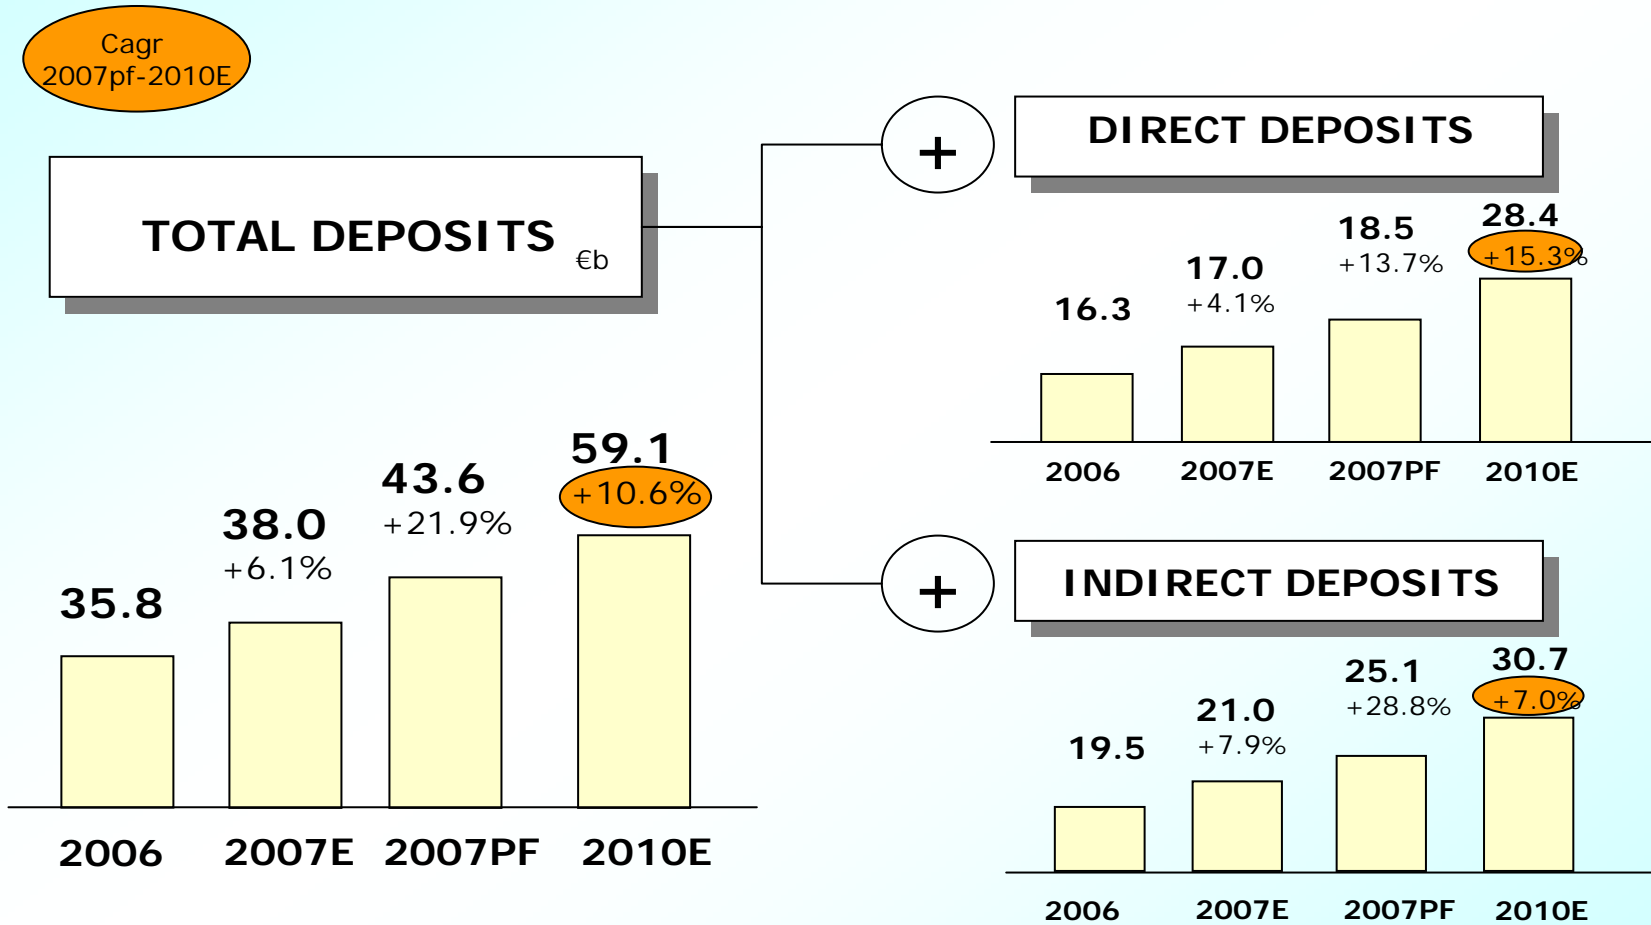 Cagr
2007pf-2010E
TOTAL DEPOSITS €b
35.8
38.0
+6.1%
43.6
+21.9%
59.1
+10.6%
2006 2007E 2007PF 2010E
+
DIRECT DEPOSITS
16.3
17.0
+4.1%
18.5
+13.7%
28.4
+15.3%
2006 2007E 2007PF 2010E
+
INDIRECT DEPOSITS
19.5
21.0
+7.9%
25.1
+28.8%
30.7
+7.0%
2006 2007E 2007PF 2010E